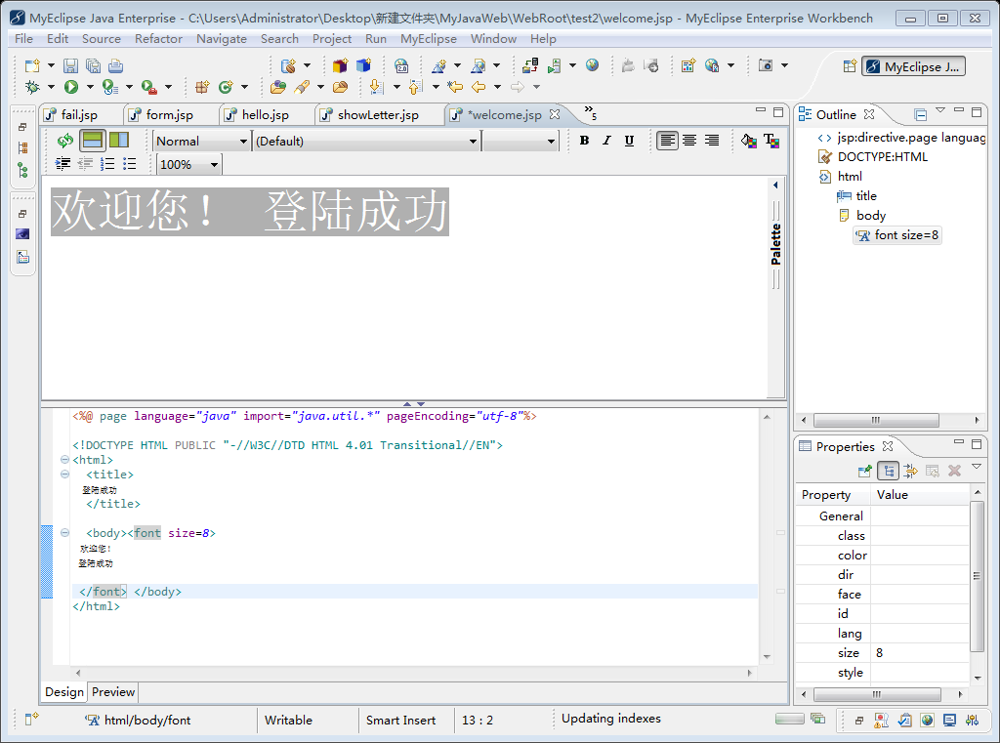 MyEclipse Java Enterprise - C:\Users\Administrator\Desktop\新建文件夹\MyJavaWeb\WebRoot\test2\welcome.jsp - MyEclipse Enterprise Workbench
File Edit Source Refactor Navigate Search Project Run MyEclipse Window Help
MyEclipse J...
fail.jsp form.jsp hello.jsp showLetter.jsp *welcome.jsp »5
Normal (Default) B I U
100%
欢迎您！ 登陆成功
Palette
<%@ page language="java" import="java.util.*" pageEncoding="utf-8"%>
<!DOCTYPE HTML PUBLIC "-//W3C//DTD HTML 4.01 Transitional//EN">
<html>
<title>
登陆成功
</title>
<body><font size=8>
欢迎您！
登陆成功
</font> </body>
</html>
Design Preview
Outline
jsp:directive.page languag
DOCTYPE:HTML
html
title
body
font size=8
Properties
Property Value
General
class
color
dir
face
id
lang
size 8
style
html/body/font Writable Smart Insert 13 : 2 Updating indexes